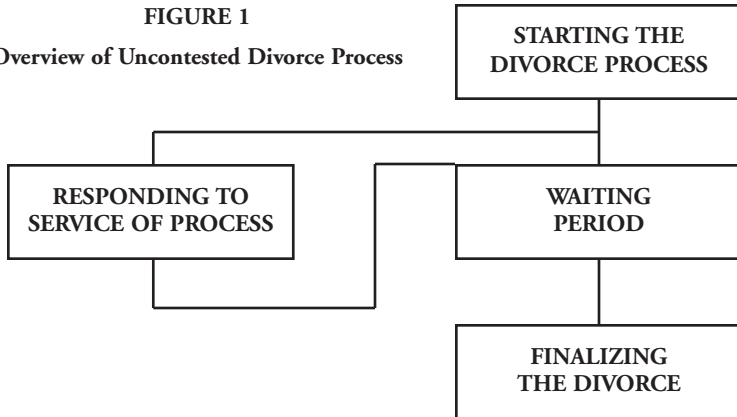 FIGURE 1
Overview of Uncontested Divorce Process
STARTING THE
DIVORCE PROCESS
RESPONDING TO
SERVICE OF PROCESS
WAITING
PERIOD
FINALIZING
THE DIVORCE